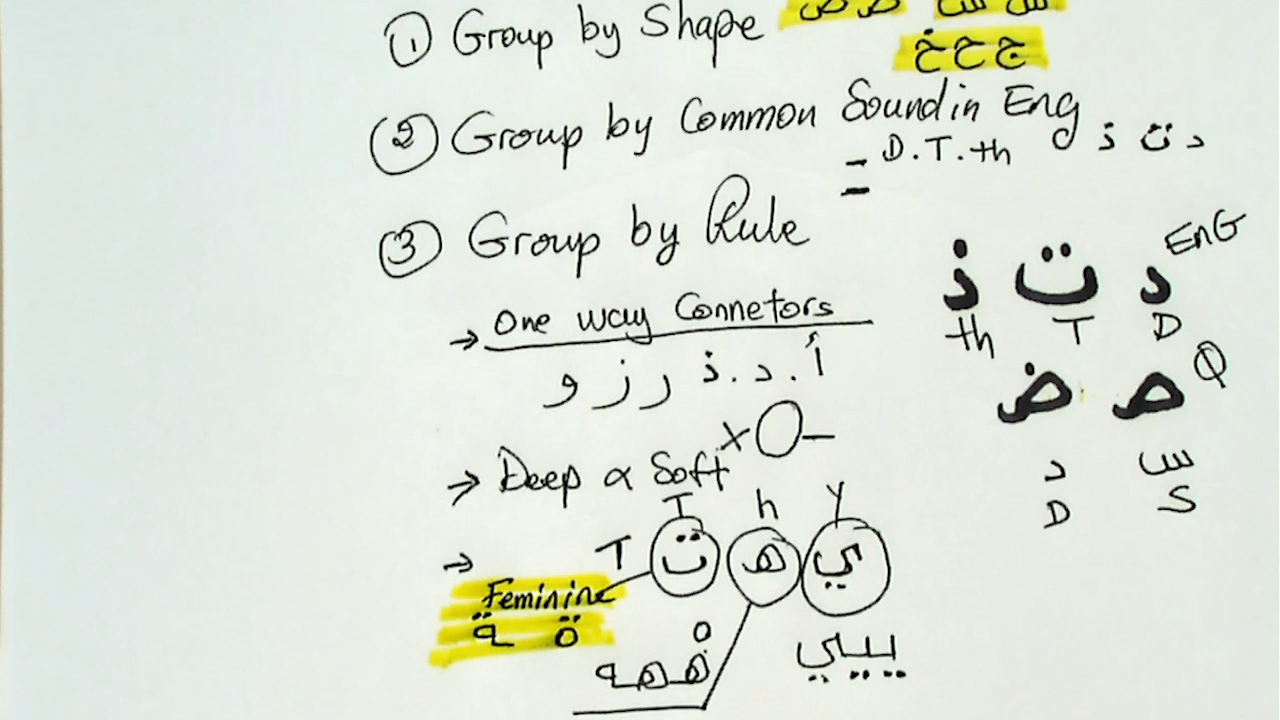 ① Group by Shape ض ص س ش
ج ح خ
② Group by Common Sound in Eng
= D.T.th د ت ذ
③ Group by Rule
→ One way Connetors
أ . د . ذ ر ز و
EnG
د ت ذ
th T D
ص ض
س د
D S
→ Deep & Soft
T h y
→ T ت ه ي
Feminine
ة ـة
ه
ههه
يييي